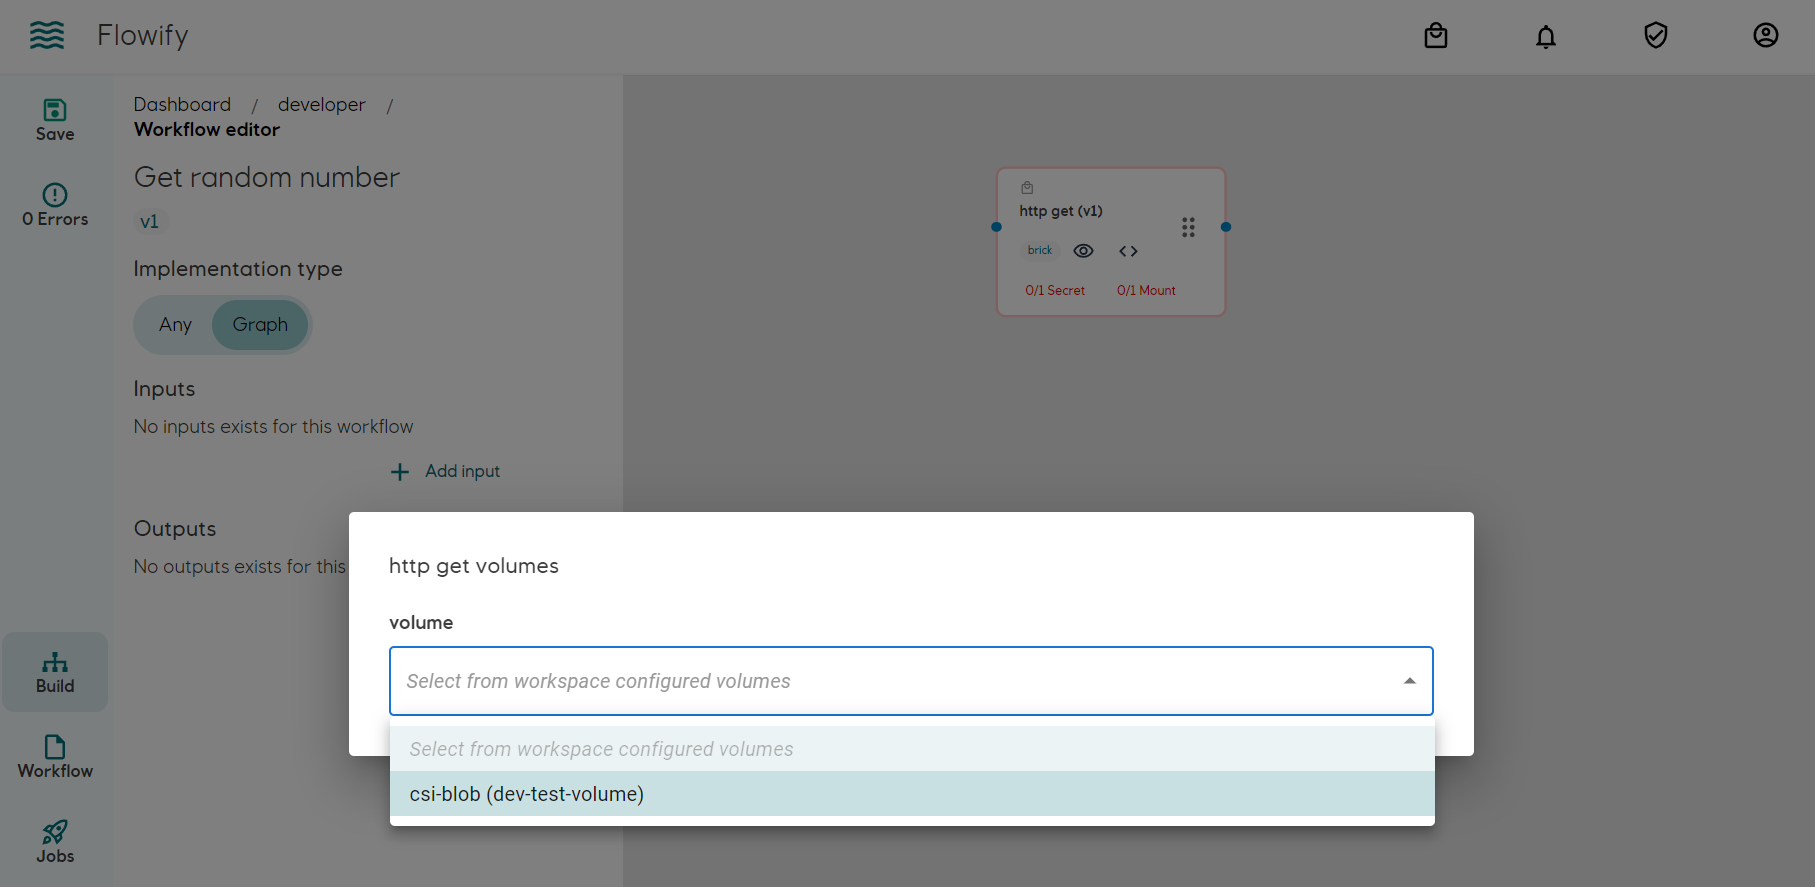 Flowify
Save
0 Errors
Build
Workflow
Jobs
Dashboard / developer /
Workflow editor
Get random number
v1
Implementation type
Any Graph
Inputs
No inputs exists for this workflow
+ Add input
Outputs
No outputs exists for this
http get (v1)
brick
0/1 Secret 0/1 Mount
http get volumes
volume
Select from workspace configured volumes
Select from workspace configured volumes
csi-blob (dev-test-volume)